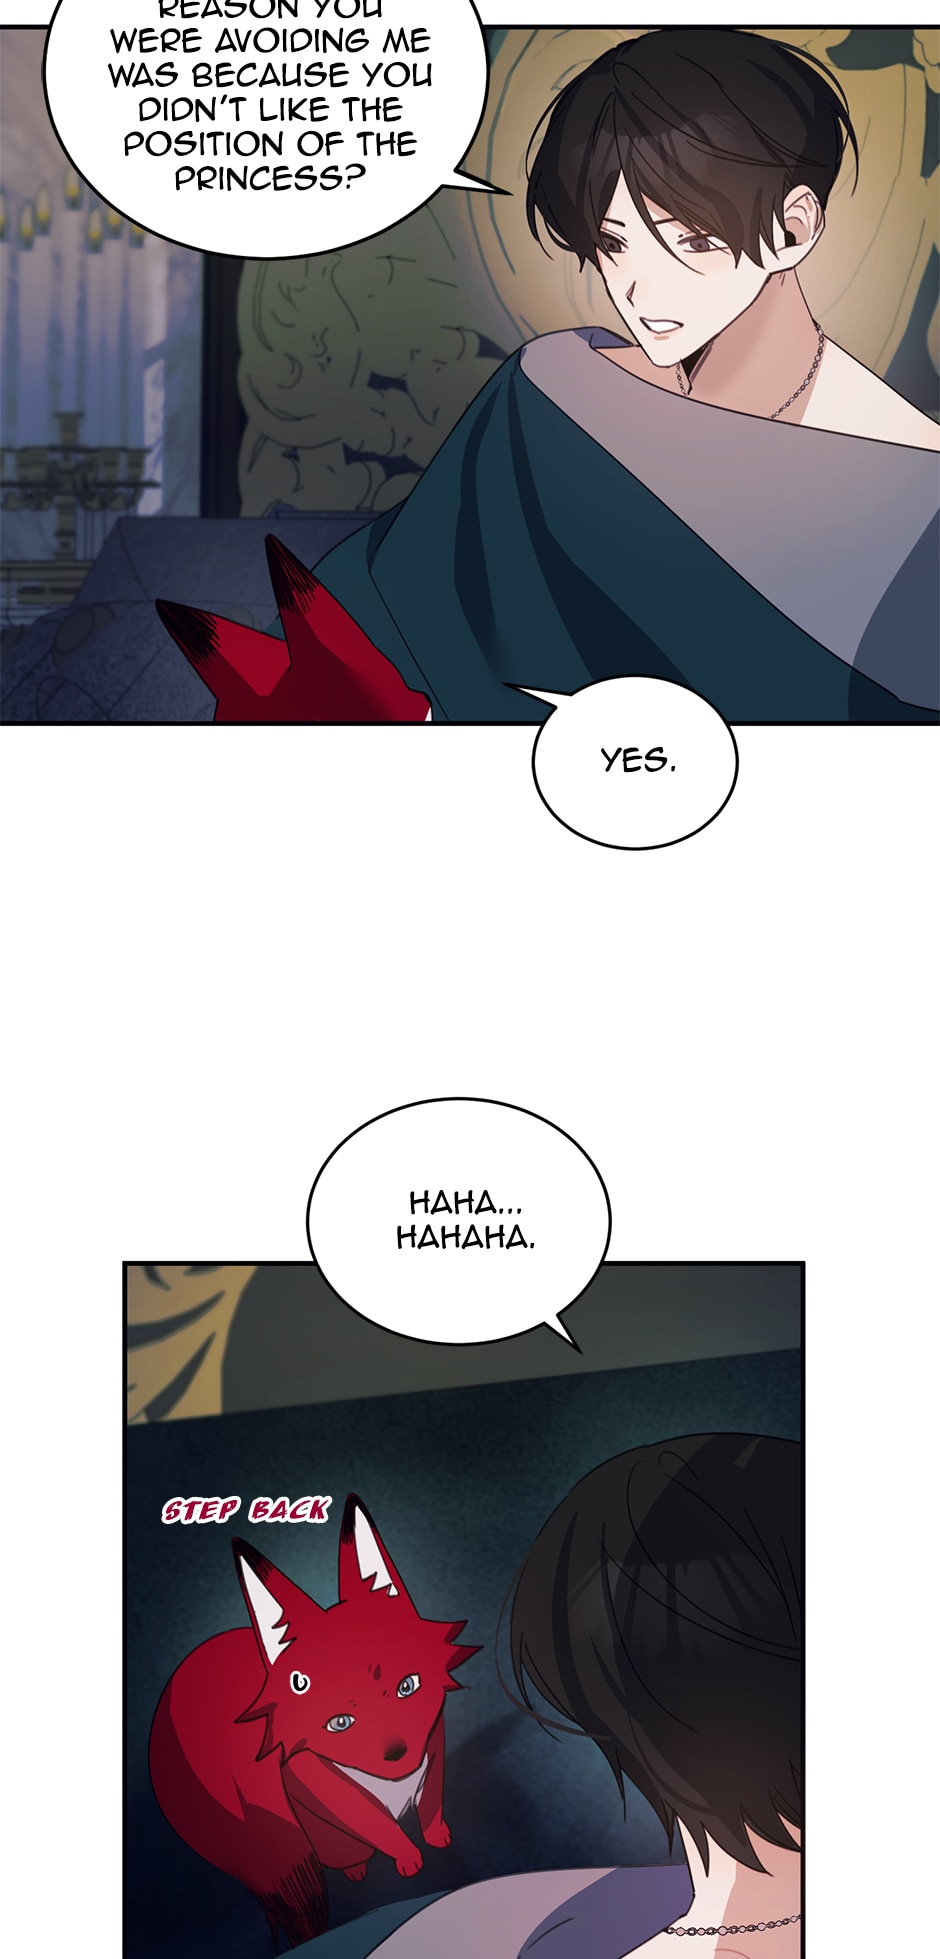 REASON YOU
WERE AVOIDING ME
WAS BECAUSE YOU
DIDN'T LIKE THE
POSITION OF THE
PRINCESS?
YES.
HAHA...
HAHAHA.
STEP BACK